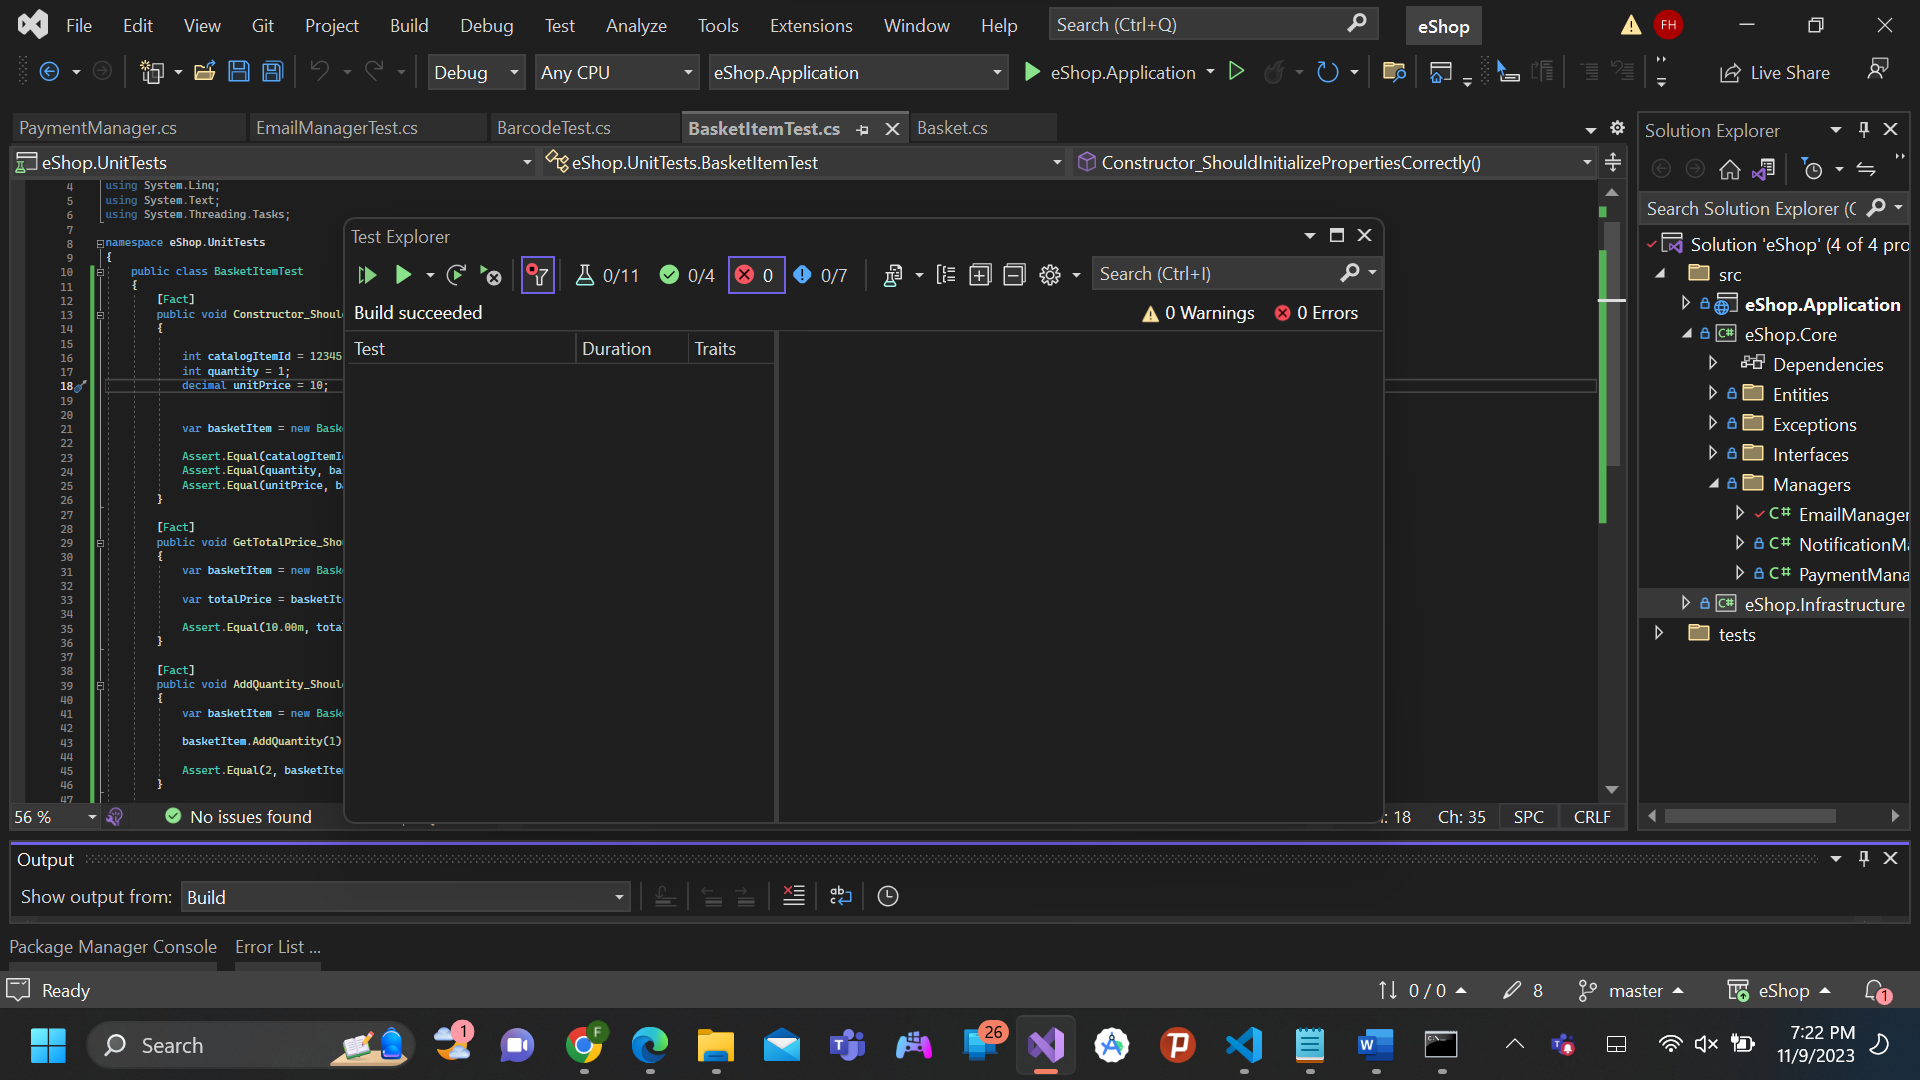 File Edit View Git Project Build Debug Test Analyze Tools Extensions Window Help Search (Ctrl+Q) eShop FH
Debug Any CPU eShop.Application eShop.Application Live Share
PaymentManager.cs EmailManagerTest.cs BarcodeTest.cs BasketItemTest.cs Basket.cs
eShop.UnitTests eShop.UnitTests.BasketItemTest Constructor_ShouldInitializePropertiesCorrectly()
4 using System.Linq;
5 using System.Text;
6 using System.Threading.Tasks;
7
8 namespace eShop.UnitTests
9 {
10 public class BasketItemTest
11 {
12 [Fact]
13 public void Constructor_Shou
14 {
15
16 int catalogItemId = 12345
17 int quantity = 1;
18 decimal unitPrice = 10;
19
20
21 var basketItem = new Bask
22
23 Assert.Equal(catalogItemI
24 Assert.Equal(quantity, ba
25 Assert.Equal(unitPrice, b
26 }
27
28 [Fact]
29 public void GetTotalPrice_Shou
30 {
31 var basketItem = new Bask
32
33 var totalPrice = basketIt
34
35 Assert.Equal(10.00m, tota
36 }
37
38 [Fact]
39 public void AddQuantity_Shoul
40 {
41 var basketItem = new Bask
42
43 basketItem.AddQuantity(1)
44
45 Assert.Equal(2, basketIte
46 }
47
Test Explorer
0/11 0/4 0 0/7 Search (Ctrl+I)
Build succeeded 0 Warnings 0 Errors
Test Duration Traits
56 % No issues found : 18 Ch: 35 SPC CRLF
Solution Explorer
Search Solution Explorer (C
Solution 'eShop' (4 of 4 pro
src
eShop.Application
C# eShop.Core
Dependencies
Entities
Exceptions
Interfaces
Managers
C# EmailManager
C# NotificationMa
C# PaymentMana
C# eShop.Infrastructure
tests
Output
Show output from: Build
Package Manager Console Error List ...
Ready 0 / 0 8 master eShop 1
Search 1 F 26 7:22 PM
11/9/2023